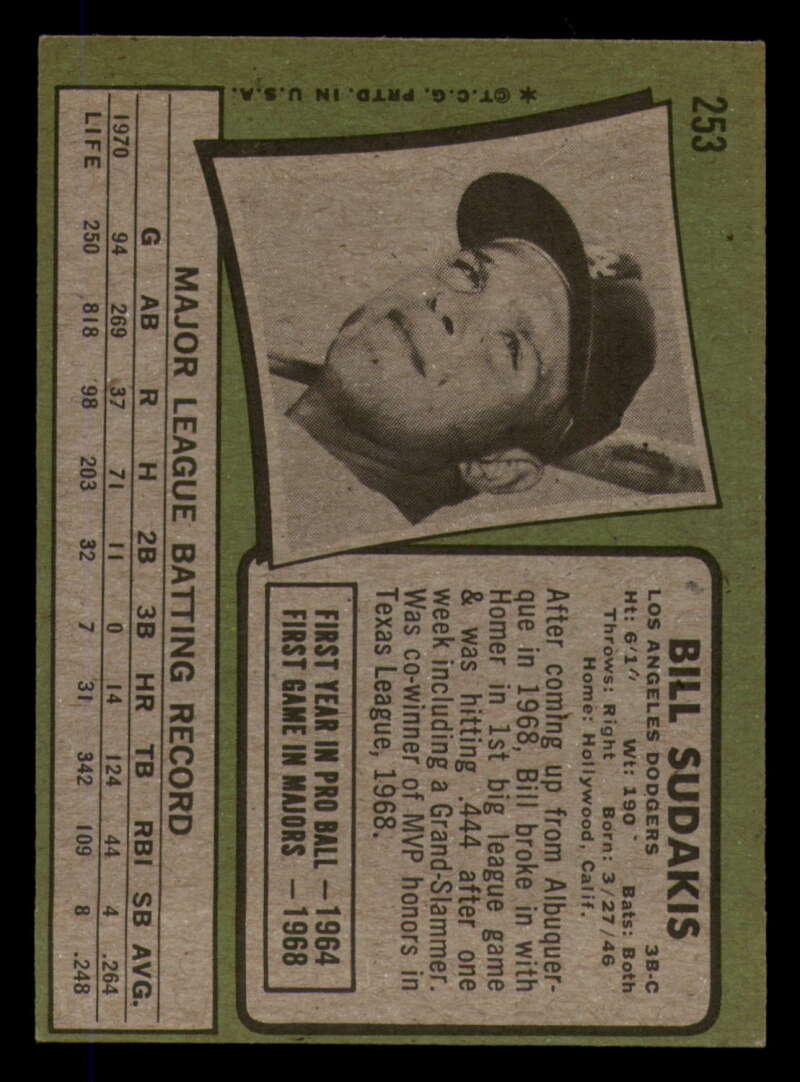 253
* ©T.C.G. PRTD. IN U.S.A.
BILL SUDAKIS
LOS ANGELES DODGERS 3B-C
Ht: 6'1" Wt: 190 Bats: Both
Throws: Right Born: 3/27/46
Home: Hollywood, Calif.
After coming up from Albuquer-
que in 1968, Bill broke in with
Homer in 1st big league game
& was hitting .444 after one
week including a Grand-Slammer.
Was co-winner of MVP honors in
Texas League, 1968.
FIRST YEAR IN PRO BALL — 1964
FIRST GAME IN MAJORS — 1968
MAJOR LEAGUE BATTING RECORD
G AB R H 2B 3B HR TB RBI SB AVG.
1970 94 269 37 71 11 0 14 124 44 4 .264
LIFE 250 818 98 203 32 7 31 342 109 8 .248